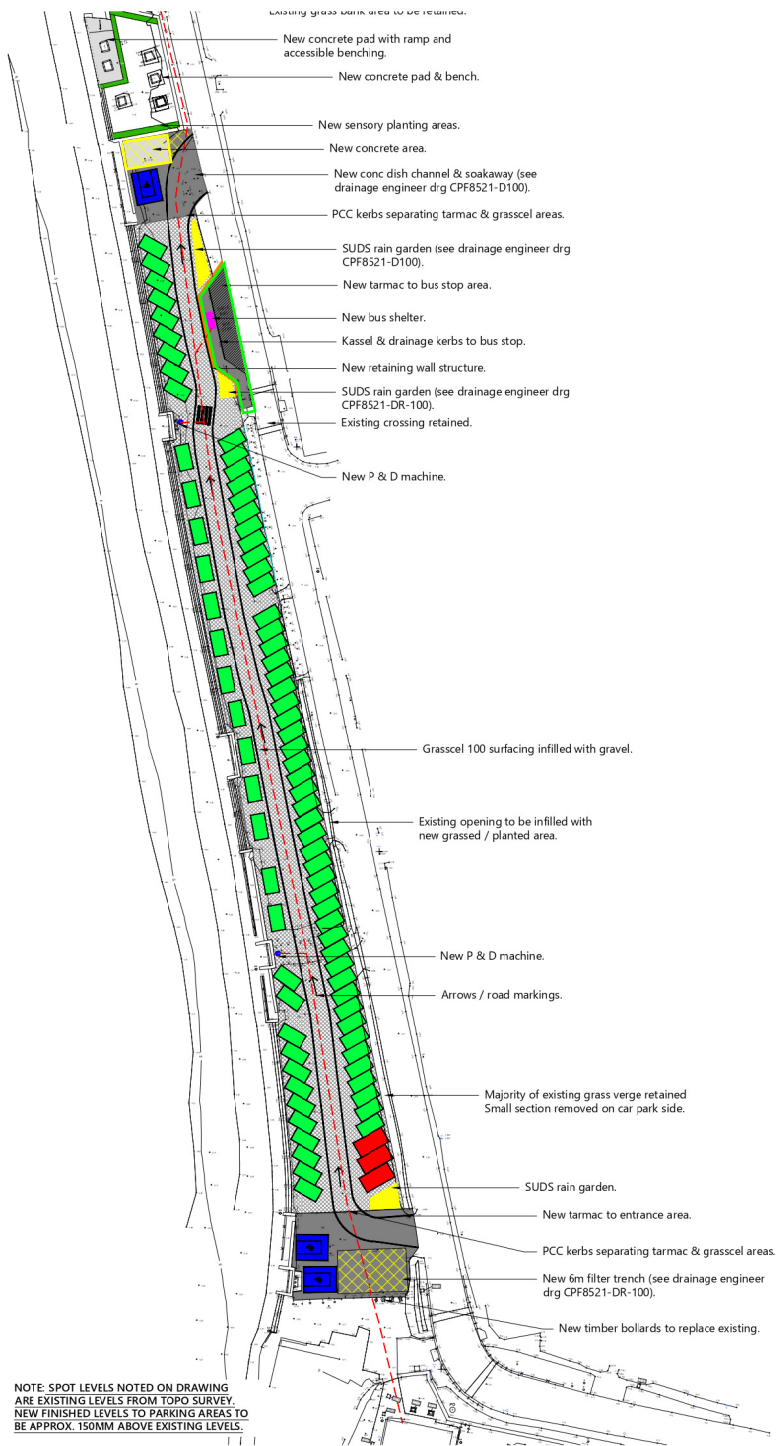 Existing grass bank area to be retained.
New concrete pad with ramp and
accessible benching.
New concrete pad & bench.
New sensory planting areas.
New concrete area.
New conc dish channel & soakaway (see
drainage engineer drg CPF8521-D100).
PCC kerbs separating tarmac & grasscel areas.
SUDS rain garden (see drainage engineer drg
CPF8521-D100).
New tarmac to bus stop area.
New bus shelter.
Kassel & drainage kerbs to bus stop.
New retaining wall structure.
SUDS rain garden (see drainage engineer drg
CPF8521-DR-100).
Existing crossing retained.
New P & D machine.
Grasscel 100 surfacing infilled with gravel.
Existing opening to be infilled with
new grassed / planted area.
New P & D machine.
Arrows / road markings.
Majority of existing grass verge retained
Small section removed on car park side.
SUDS rain garden.
New tarmac to entrance area.
PCC kerbs separating tarmac & grasscel areas.
New 6m filter trench (see drainage engineer
drg CPF8521-DR-100).
New timber bollards to replace existing.
NOTE: SPOT LEVELS NOTED ON DRAWING
ARE EXISTING LEVELS FROM TOPO SURVEY.
NEW FINISHED LEVELS TO PARKING AREAS TO
BE APPROX. 150MM ABOVE EXISTING LEVELS.